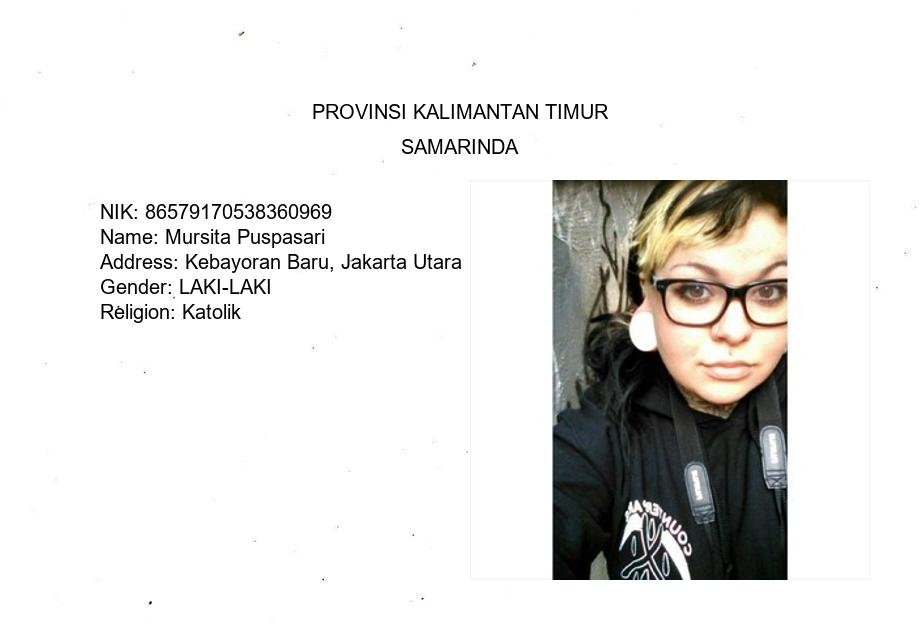 PROVINSI KALIMANTAN TIMUR
SAMARINDA
NIK: 86579170538360969
Name: Mursita Puspasari
Address: Kebayoran Baru, Jakarta Utara
Gender: LAKI-LAKI
Religion: Katolik